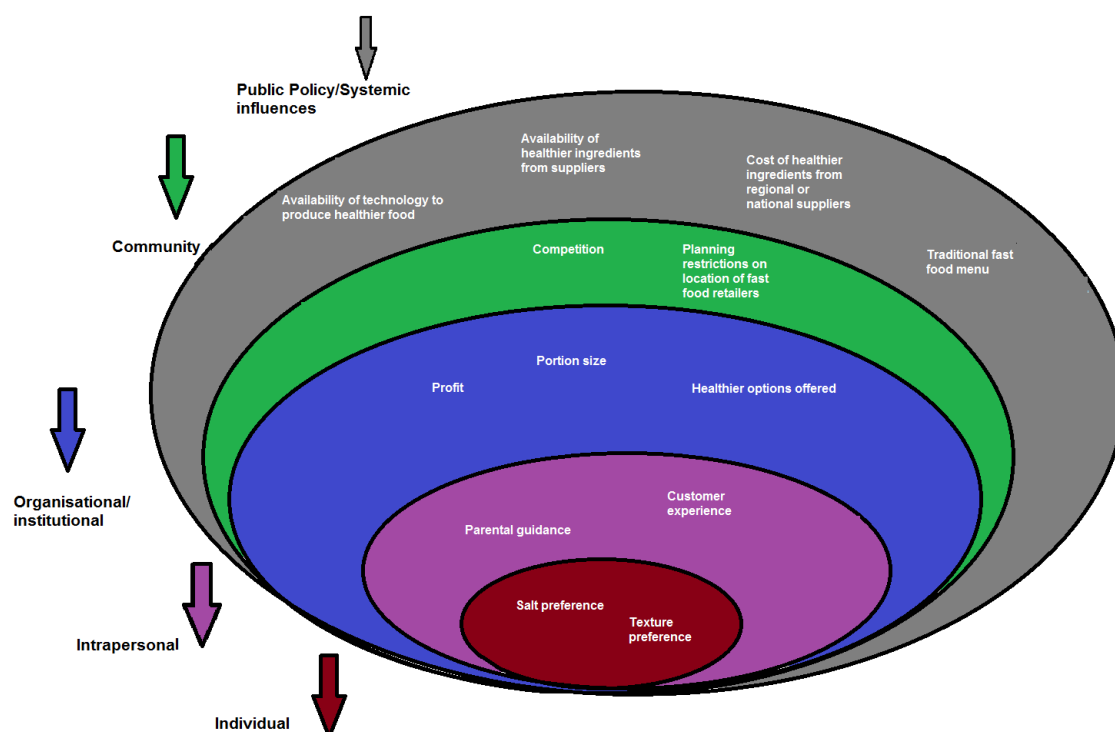 Public Policy/Systemic
influences
Availability of
healthier ingredients
from suppliers
Cost of healthier
ingredients from
regional or
national suppliers
Availability of technology to
produce healthier food
Community
Competition
Planning
restrictions on
location of fast
food retailers
Traditional fast
food menu
Portion size
Profit
Healthier options offered
Organisational/
institutional
Customer
experience
Parental guidance
Intrapersonal
Salt preference
Texture
preference
Individual